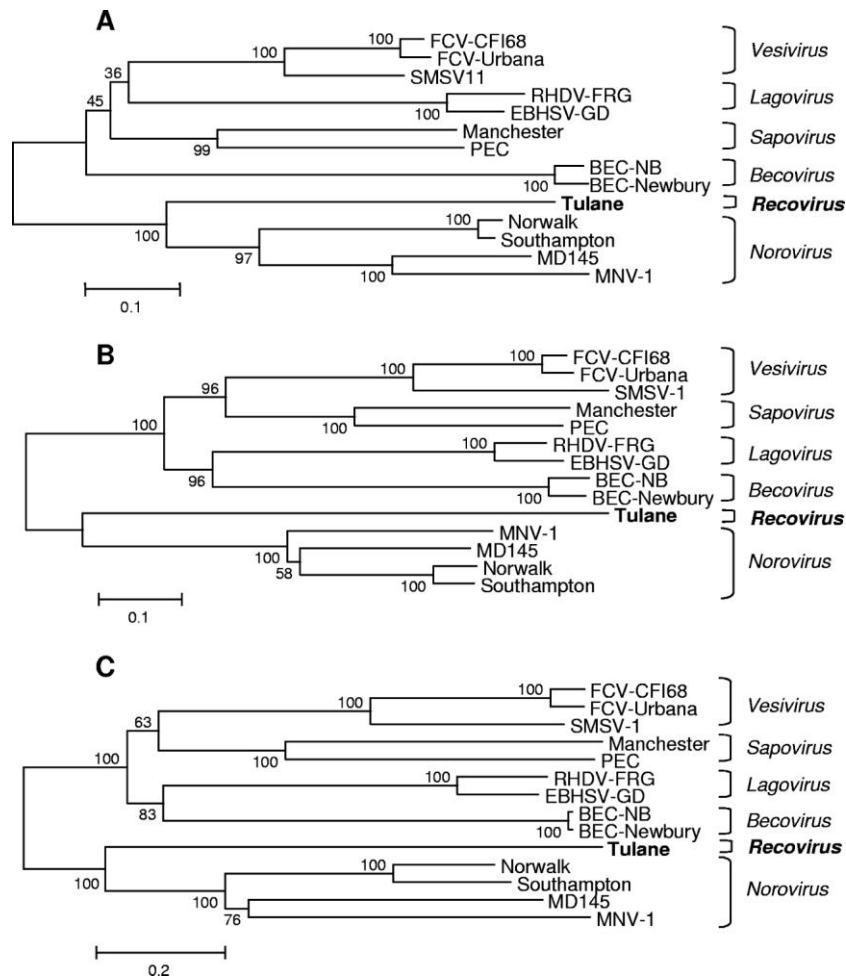 A
100 FCV-CFI68
FCV-Urbana
100
SMSV11
Vesivirus
36
RHDV-FRG
100 EBHSV-GD
Lagovirus
45
Manchester
99 PEC
Sapovirus
BEC-NB
100 BEC-Newbury
Becovirus
Tulane
Recovirus
100
100 Norwalk
Southampton
97
MD145
100 MNV-1
Norovirus
0.1
B
100 FCV-CFI68
FCV-Urbana
100
SMSV-1
Vesivirus
96
Manchester
100 PEC
Sapovirus
100
100 RHDV-FRG
EBHSV-GD
Lagovirus
96
BEC-NB
100 BEC-Newbury
Becovirus
Tulane
Recovirus
MNV-1
100
MD145
58
Norwalk
100 Southampton
Norovirus
0.1
C
100 FCV-CFI68
FCV-Urbana
100
SMSV-1
Vesivirus
63
Manchester
100 PEC
Sapovirus
100
100 RHDV-FRG
EBHSV-GD
Lagovirus
83
BEC-NB
100 BEC-Newbury
Becovirus
Tulane
Recovirus
100
100 Norwalk
Southampton
100
MD145
76
MNV-1
Norovirus
0.2